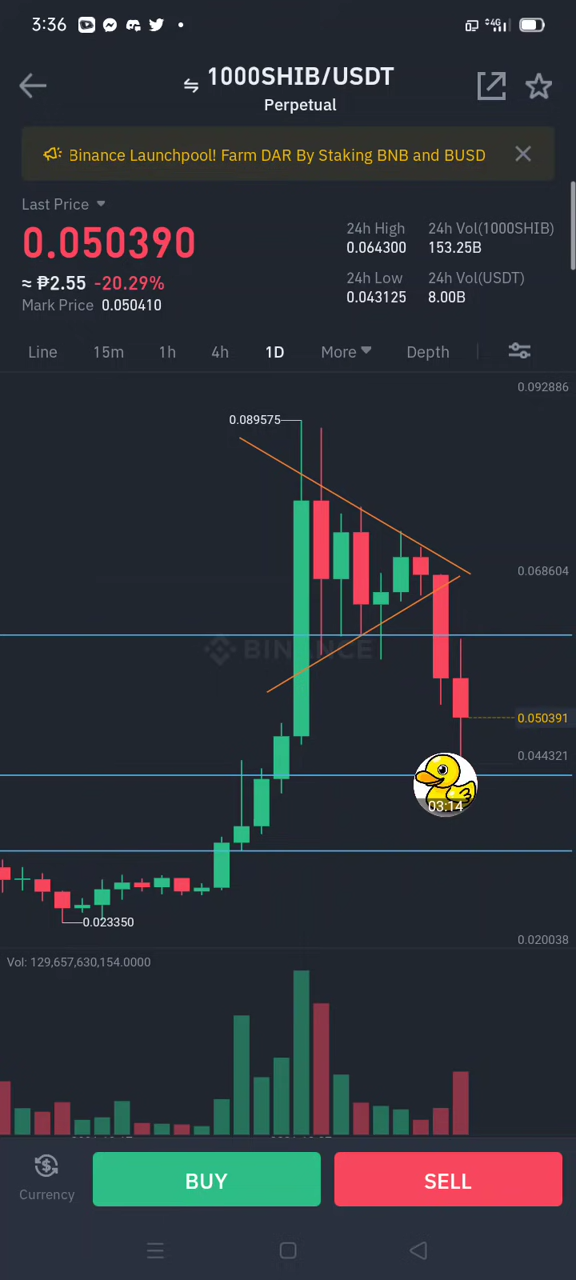 3:36
4G
1000SHIB/USDT
Perpetual
Binance Launchpool! Farm DAR By Staking BNB and BUSD
Last Price
0.050390
≈ ₱2.55 -20.29%
Mark Price 0.050410
24h High
0.064300
24h Vol(1000SHIB)
153.25B
24h Low
0.043125
24h Vol(USDT)
8.00B
Line 15m 1h 4h 1D More Depth
0.092886
0.089575
0.068604
BINANCE
0.050391
0.044321
03:14
0.023350
0.020038
Vol: 129,657,630,154.0000
Currency
BUY
SELL